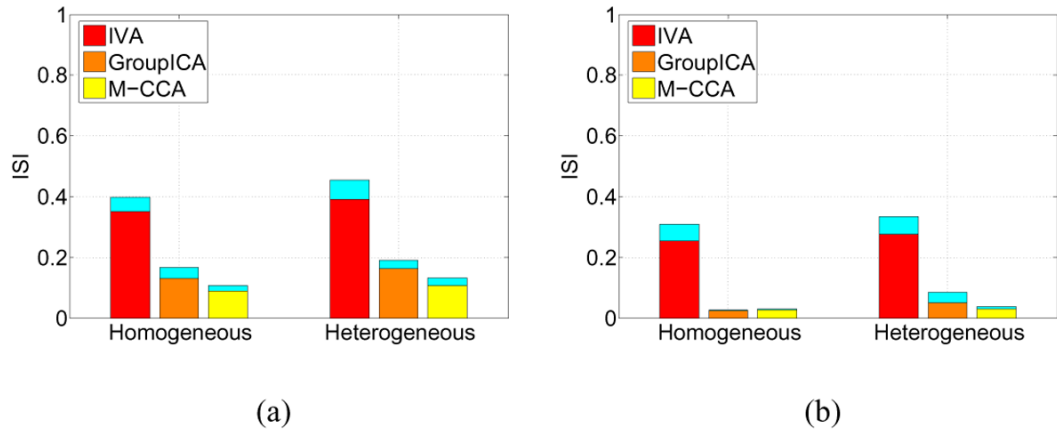 1
0.8
0.6
0.4
0.2
0
ISI
IVA
GroupICA
M-CCA
Homogeneous
Heterogeneous
(a)
1
0.8
0.6
0.4
0.2
0
ISI
IVA
GroupICA
M-CCA
Homogeneous
Heterogeneous
(b)